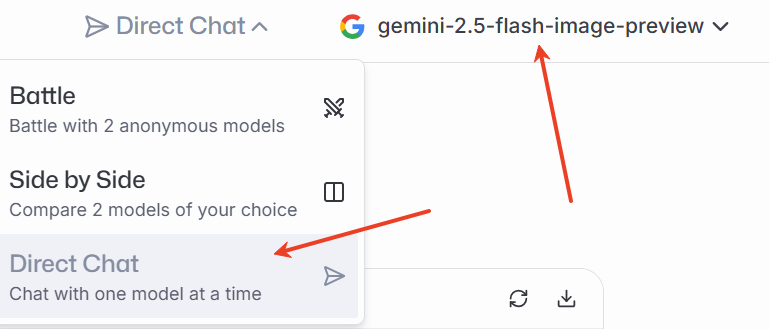 Direct Chat
gemini-2.5-flash-image-preview
Battle
Battle with 2 anonymous models
Side by Side
Compare 2 models of your choice
Direct Chat
Chat with one model at a time